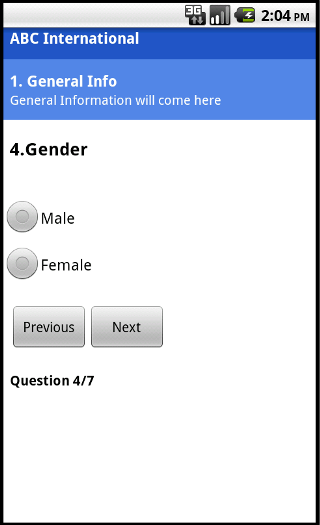 3G 2:04 PM
ABC International
1. General Info
General Information will come here
4.Gender
Male
Female
Previous Next
Question 4/7